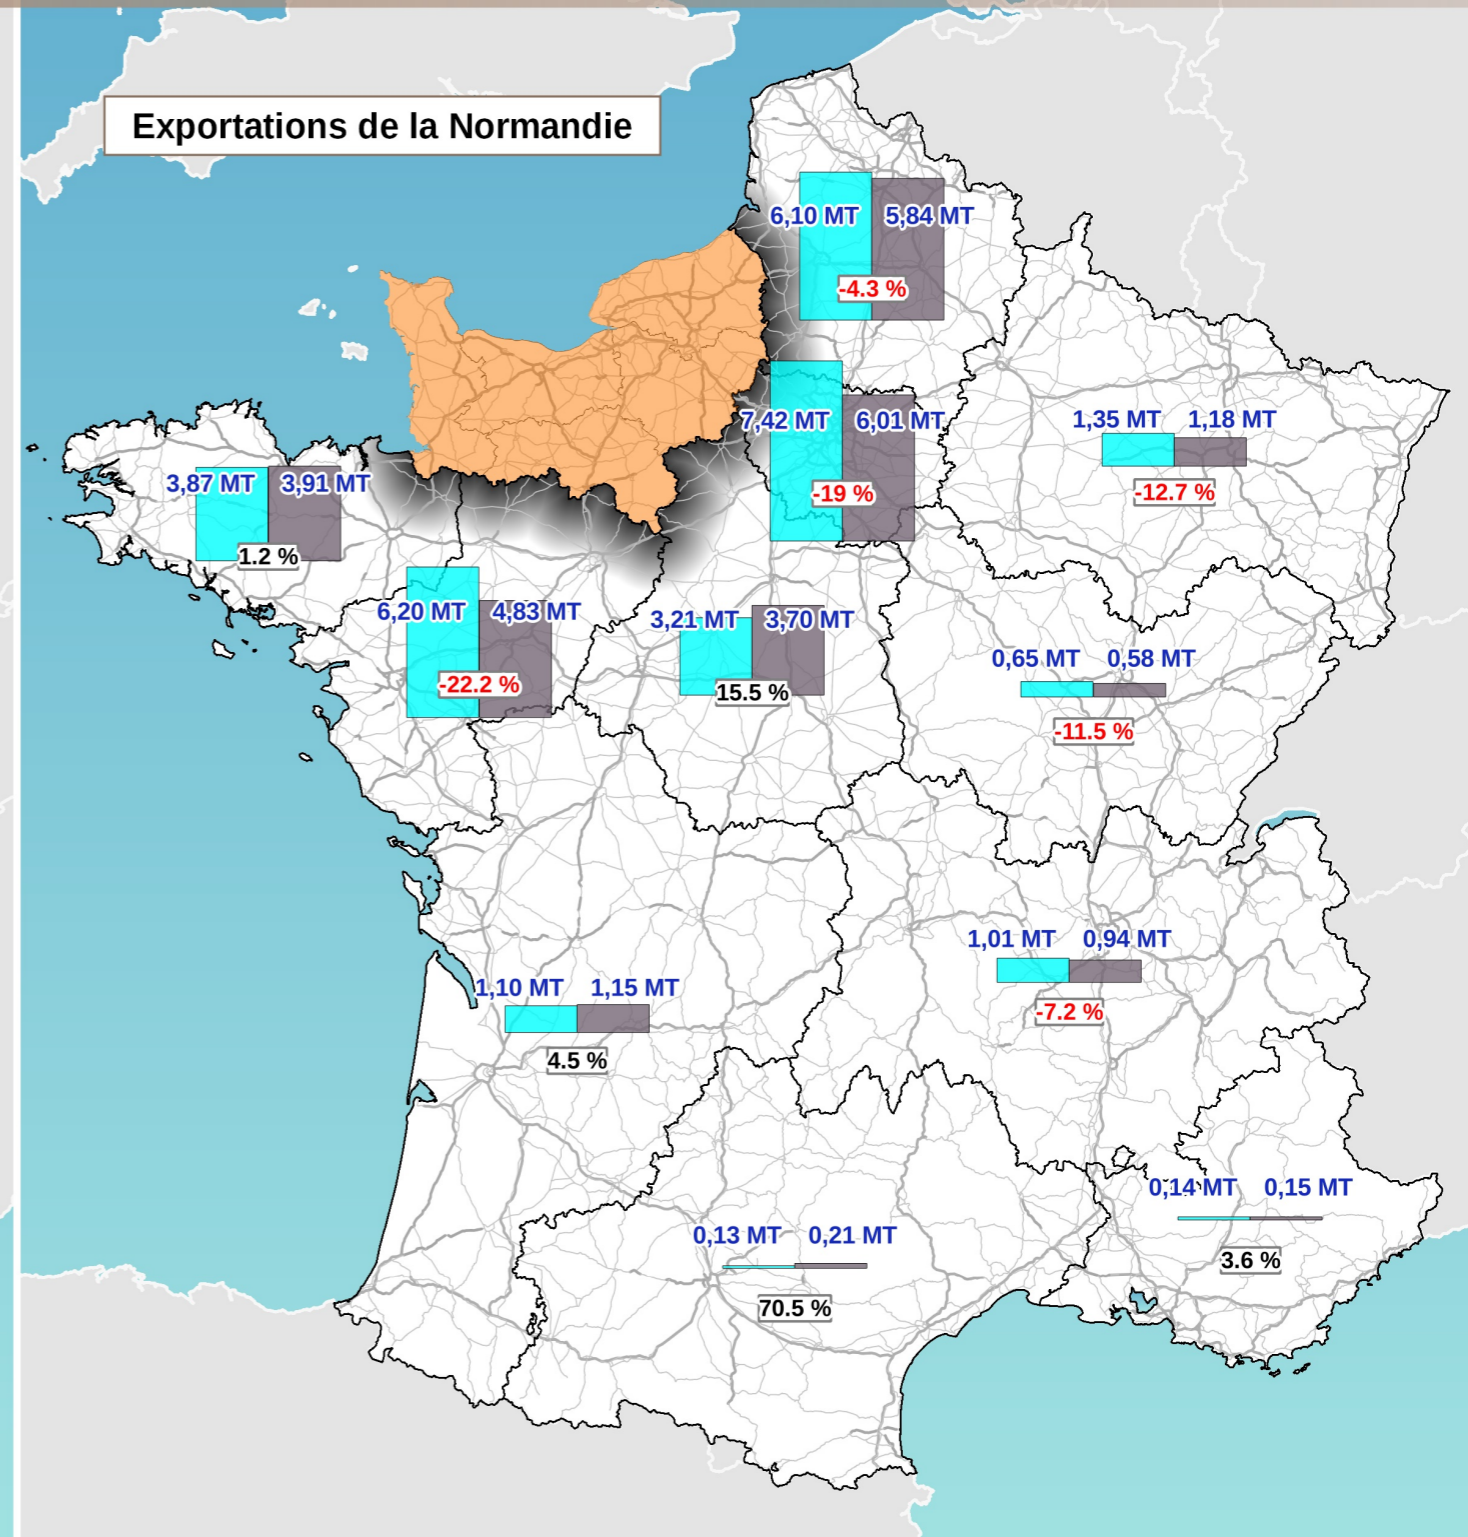 Exportations de la Normandie
6,10 MT 5,84 MT
-4.3 %
7,42 MT 6,01 MT
-19 %
1,35 MT 1,18 MT
-12.7 %
3,87 MT 3,91 MT
1.2 %
6,20 MT 4,83 MT
-22.2 %
3,21 MT 3,70 MT
15.5 %
0,65 MT 0,58 MT
-11.5 %
1,01 MT 0,94 MT
-7.2 %
1,10 MT 1,15 MT
4.5 %
0,14 MT 0,15 MT
3.6 %
0,13 MT 0,21 MT
70.5 %